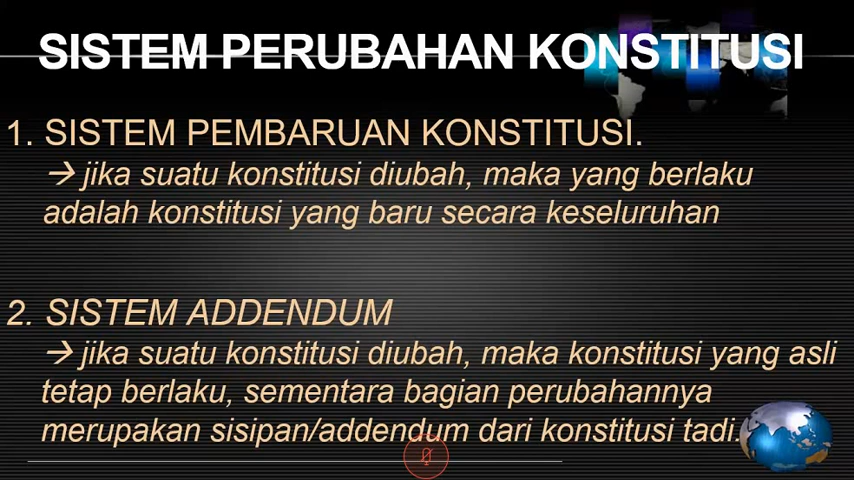 SISTEM PERUBAHAN KONSTITUSI
1. SISTEM PEMBARUAN KONSTITUSI.
→ jika suatu konstitusi diubah, maka yang berlaku
adalah konstitusi yang baru secara keseluruhan
2. SISTEM ADDENDUM
→ jika suatu konstitusi diubah, maka konstitusi yang asli
tetap berlaku, sementara bagian perubahannya
merupakan sisipan/addendum dari konstitusi tadi.